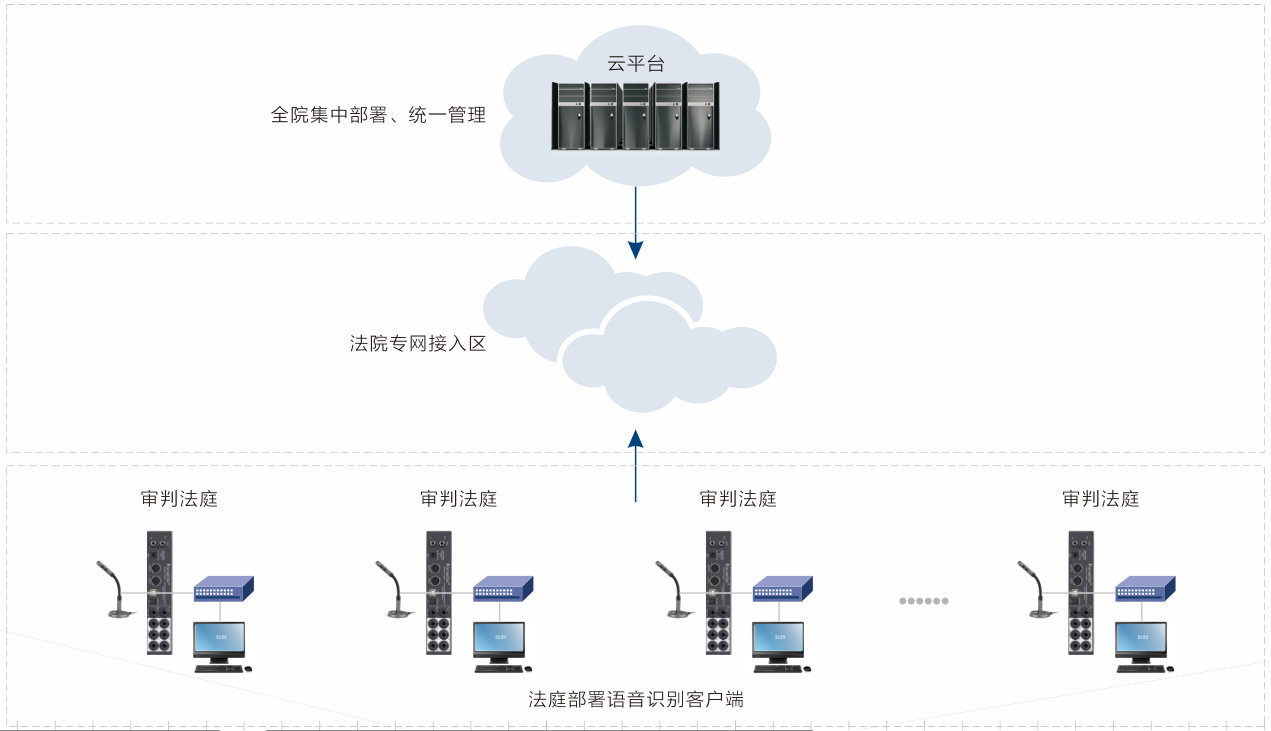 云平台
全院集中部署、统一管理
法院专网接入区
审判法庭
审判法庭
审判法庭
审判法庭
法庭部署语音识别客户端